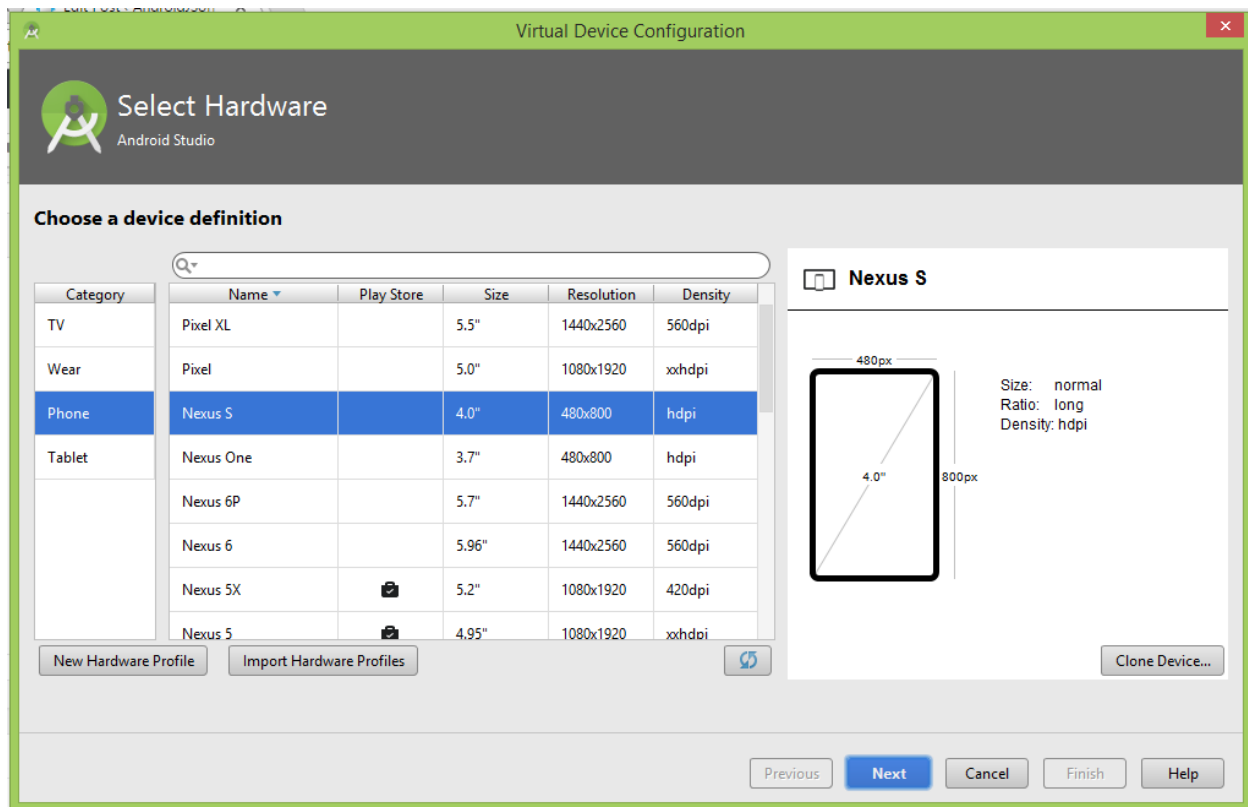 Virtual Device Configuration
Select Hardware
Android Studio
Choose a device definition
Category
TV
Wear
Phone
Tablet
Name Play Store Size Resolution Density
Pixel XL 5.5" 1440x2560 560dpi
Pixel 5.0" 1080x1920 xxhdpi
Nexus S 4.0" 480x800 hdpi
Nexus One 3.7" 480x800 hdpi
Nexus 6P 5.7" 1440x2560 560dpi
Nexus 6 5.96" 1440x2560 560dpi
Nexus 5X 5.2" 1080x1920 420dpi
Nexus 5 4.95" 1080x1920 xxhdpi
New Hardware Profile Import Hardware Profiles
Nexus S
480px
4.0"
800px
Size: normal
Ratio: long
Density: hdpi
Clone Device...
Previous Next Cancel Finish Help